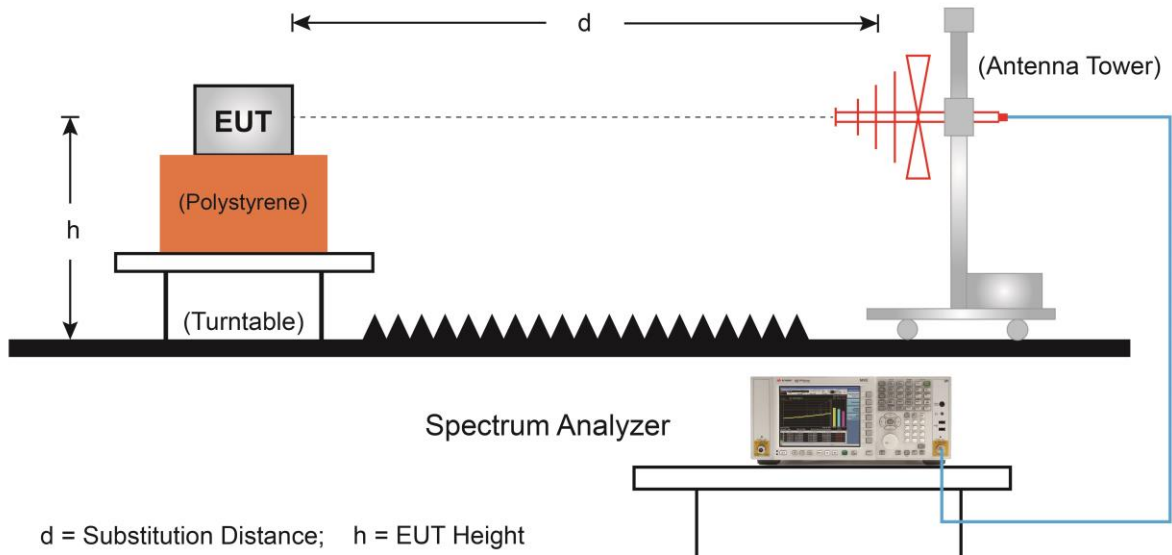 d
(Antenna Tower)
EUT
(Polystyrene)
h
(Turntable)
Spectrum Analyzer
d = Substitution Distance; h = EUT Height